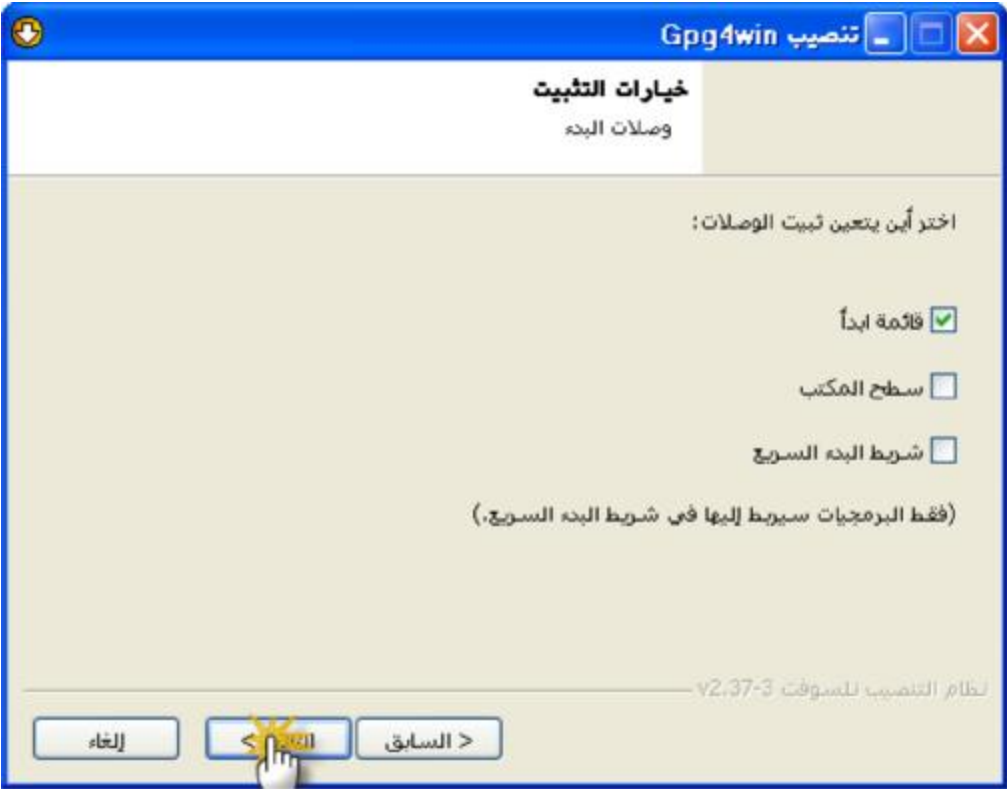 تنصيب Gpg4win
خيارات التثبيت
وصلات البدء
اختر أين يتعين ثبيت الوصلات:
قائمة ابدأ
سطح المكتب
شريط البدء السريع
(فقط البرمجيات سيربط إليها في شريط البدء السريع.)
نظام التنصيب للسوفت v2.37-3
< السابق
>
إلغاء